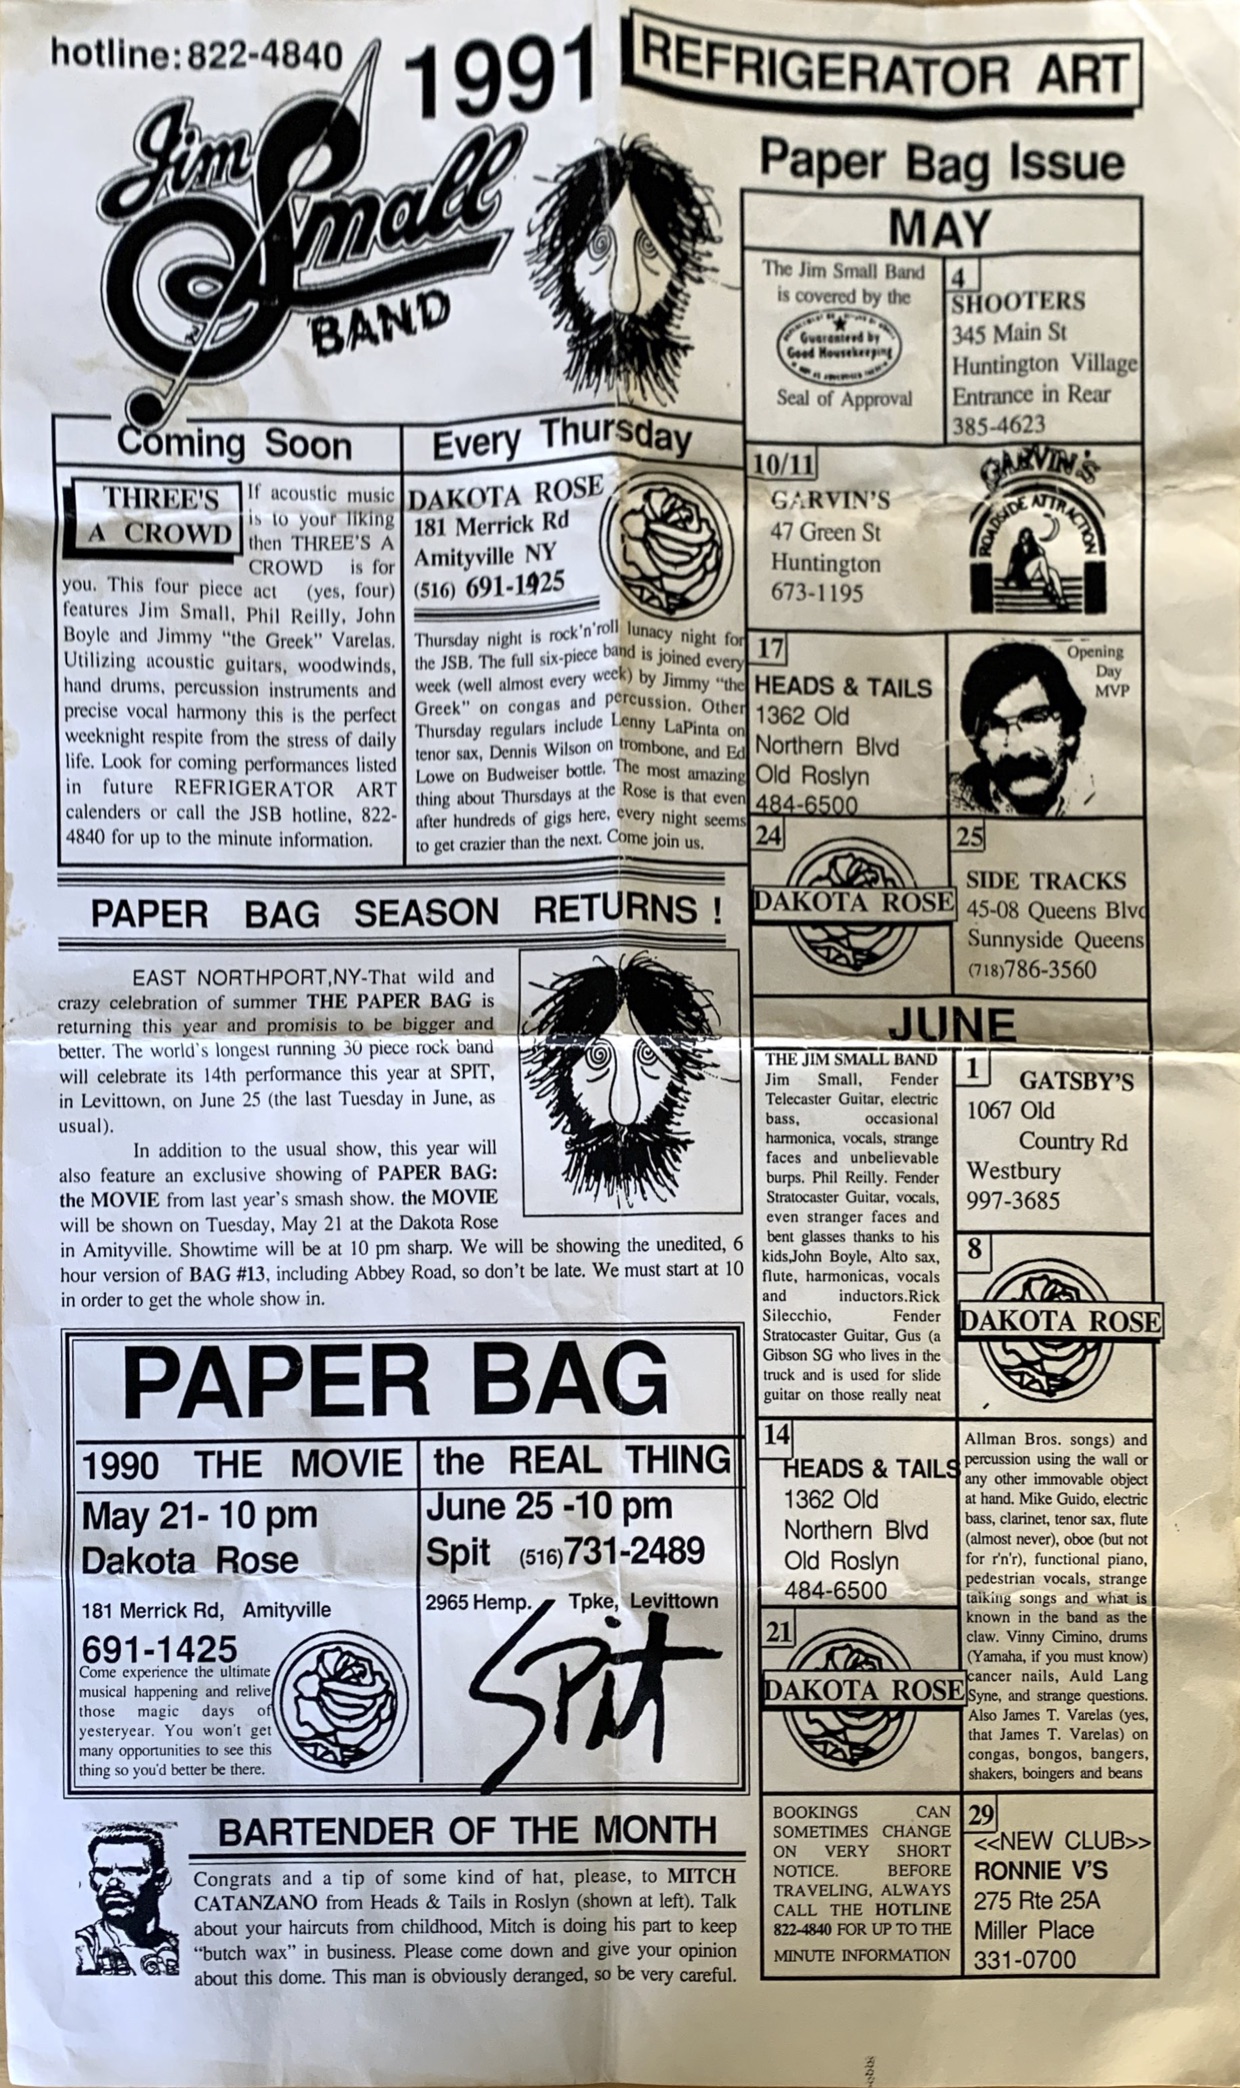 hotline:822-4840
1991
REFRIGERATOR ART
Jim Small
BAND
Paper Bag Issue
Coming Soon
THREE'S
A CROWD
If acoustic music
is to your liking
then THREE'S A
CROWD is for
you. This four piece act (yes, four)
features Jim Small, Phil Reilly, John
Boyle and Jimmy "the Greek" Varelas.
Utilizing acoustic guitars, woodwinds,
hand drums, percussion instruments and
precise vocal harmony this is the perfect
weeknight respite from the stress of daily
life. Look for coming performances listed
in future REFRIGERATOR ART
calenders or call the JSB hotline, 822-
4840 for up to the minute information.
Every Thursday
DAKOTA ROSE
181 Merrick Rd
Amityville NY
(516) 691-1925
Thursday night is rock'n'roll lunacy night for
the JSB. The full six-piece band is joined every
week (well almost every week) by Jimmy "the
Greek" on congas and percussion. Other
Thursday regulars include Lenny LaPinta on
tenor sax, Dennis Wilson on trombone, and Ed
Lowe on Budweiser bottle. The most amazing
thing about Thursdays at the Rose is that even
after hundreds of gigs here, every night seems
to get crazier than the next. Come join us.
PAPER BAG SEASON RETURNS !
EAST NORTHPORT,NY-That wild and
crazy celebration of summer THE PAPER BAG is
returning this year and promisis to be bigger and
better. The world's longest running 30 piece rock band
will celebrate its 14th performance this year at SPIT,
in Levittown, on June 25 (the last Tuesday in June, as
usual).
In addition to the usual show, this year will
also feature an exclusive showing of PAPER BAG:
the MOVIE from last year's smash show. the MOVIE
will be shown on Tuesday, May 21 at the Dakota Rose
in Amityville. Showtime will be at 10 pm sharp. We will be showing the unedited, 6
hour version of BAG #13, including Abbey Road, so don't be late. We must start at 10
in order to get the whole show in.
PAPER BAG
1990 THE MOVIE
May 21- 10 pm
Dakota Rose
181 Merrick Rd, Amityville
691-1425
Come experience the ultimate
musical happening and relive
those magic days of
yesteryear. You won't get
many opportunities to see this
thing so you'd better be there.
the REAL THING
June 25 -10 pm
Spit (516)731-2489
2965 Hemp. Tpke, Levittown
Spit
BARTENDER OF THE MONTH
Congrats and a tip of some kind of hat, please, to MITCH
CATANZANO from Heads & Tails in Roslyn (shown at left). Talk
about your haircuts from childhood, Mitch is doing his part to keep
"butch wax" in business. Please come down and give your opinion
about this dome. This man is obviously deranged, so be very careful.
MAY
The Jim Small Band
is covered by the
Guaranteed by
Good Housekeeping
Seal of Approval
4
SHOOTERS
345 Main St
Huntington Village
Entrance in Rear
385-4623
10/11
GARVIN'S
47 Green St
Huntington
673-1195
GARVIN'S
ROADSIDE ATTRACTION
17
HEADS & TAILS
1362 Old
Northern Blvd
Old Roslyn
484-6500
Opening
Day
MVP
24
DAKOTA ROSE
25
SIDE TRACKS
45-08 Queens Blvd
Sunnyside Queens
(718)786-3560
JUNE
THE JIM SMALL BAND
Jim Small, Fender
Telecaster Guitar, electric
bass, occasional
harmonica, vocals, strange
faces and unbelievable
burps. Phil Reilly. Fender
Stratocaster Guitar, vocals,
even stranger faces and
bent glasses thanks to his
kids,John Boyle, Alto sax,
flute, harmonicas, vocals
and inductors.Rick
Silecchio, Fender
Stratocaster Guitar, Gus (a
Gibson SG who lives in the
truck and is used for slide
guitar on those really neat
1
GATSBY'S
1067 Old
Country Rd
Westbury
997-3685
8
DAKOTA ROSE
14
HEADS & TAILS
1362 Old
Northern Blvd
Old Roslyn
484-6500
Allman Bros. songs) and
percussion using the wall or
any other immovable object
at hand. Mike Guido, electric
bass, clarinet, tenor sax, flute
(almost never), oboe (but not
for r'n'r), functional piano,
pedestrian vocals, strange
talking songs and what is
known in the band as the
claw. Vinny Cimino, drums
(Yamaha, if you must know)
cancer nails, Auld Lang
Syne, and strange questions.
Also James T. Varelas (yes,
that James T. Varelas) on
congas, bongos, bangers,
shakers, boingers and beans
21
DAKOTA ROSE
BOOKINGS CAN
SOMETIMES CHANGE
ON VERY SHORT
NOTICE. BEFORE
TRAVELING, ALWAYS
CALL THE HOTLINE
822-4840 FOR UP TO THE
MINUTE INFORMATION
29
<<NEW CLUB>>
RONNIE V'S
275 Rte 25A
Miller Place
331-0700